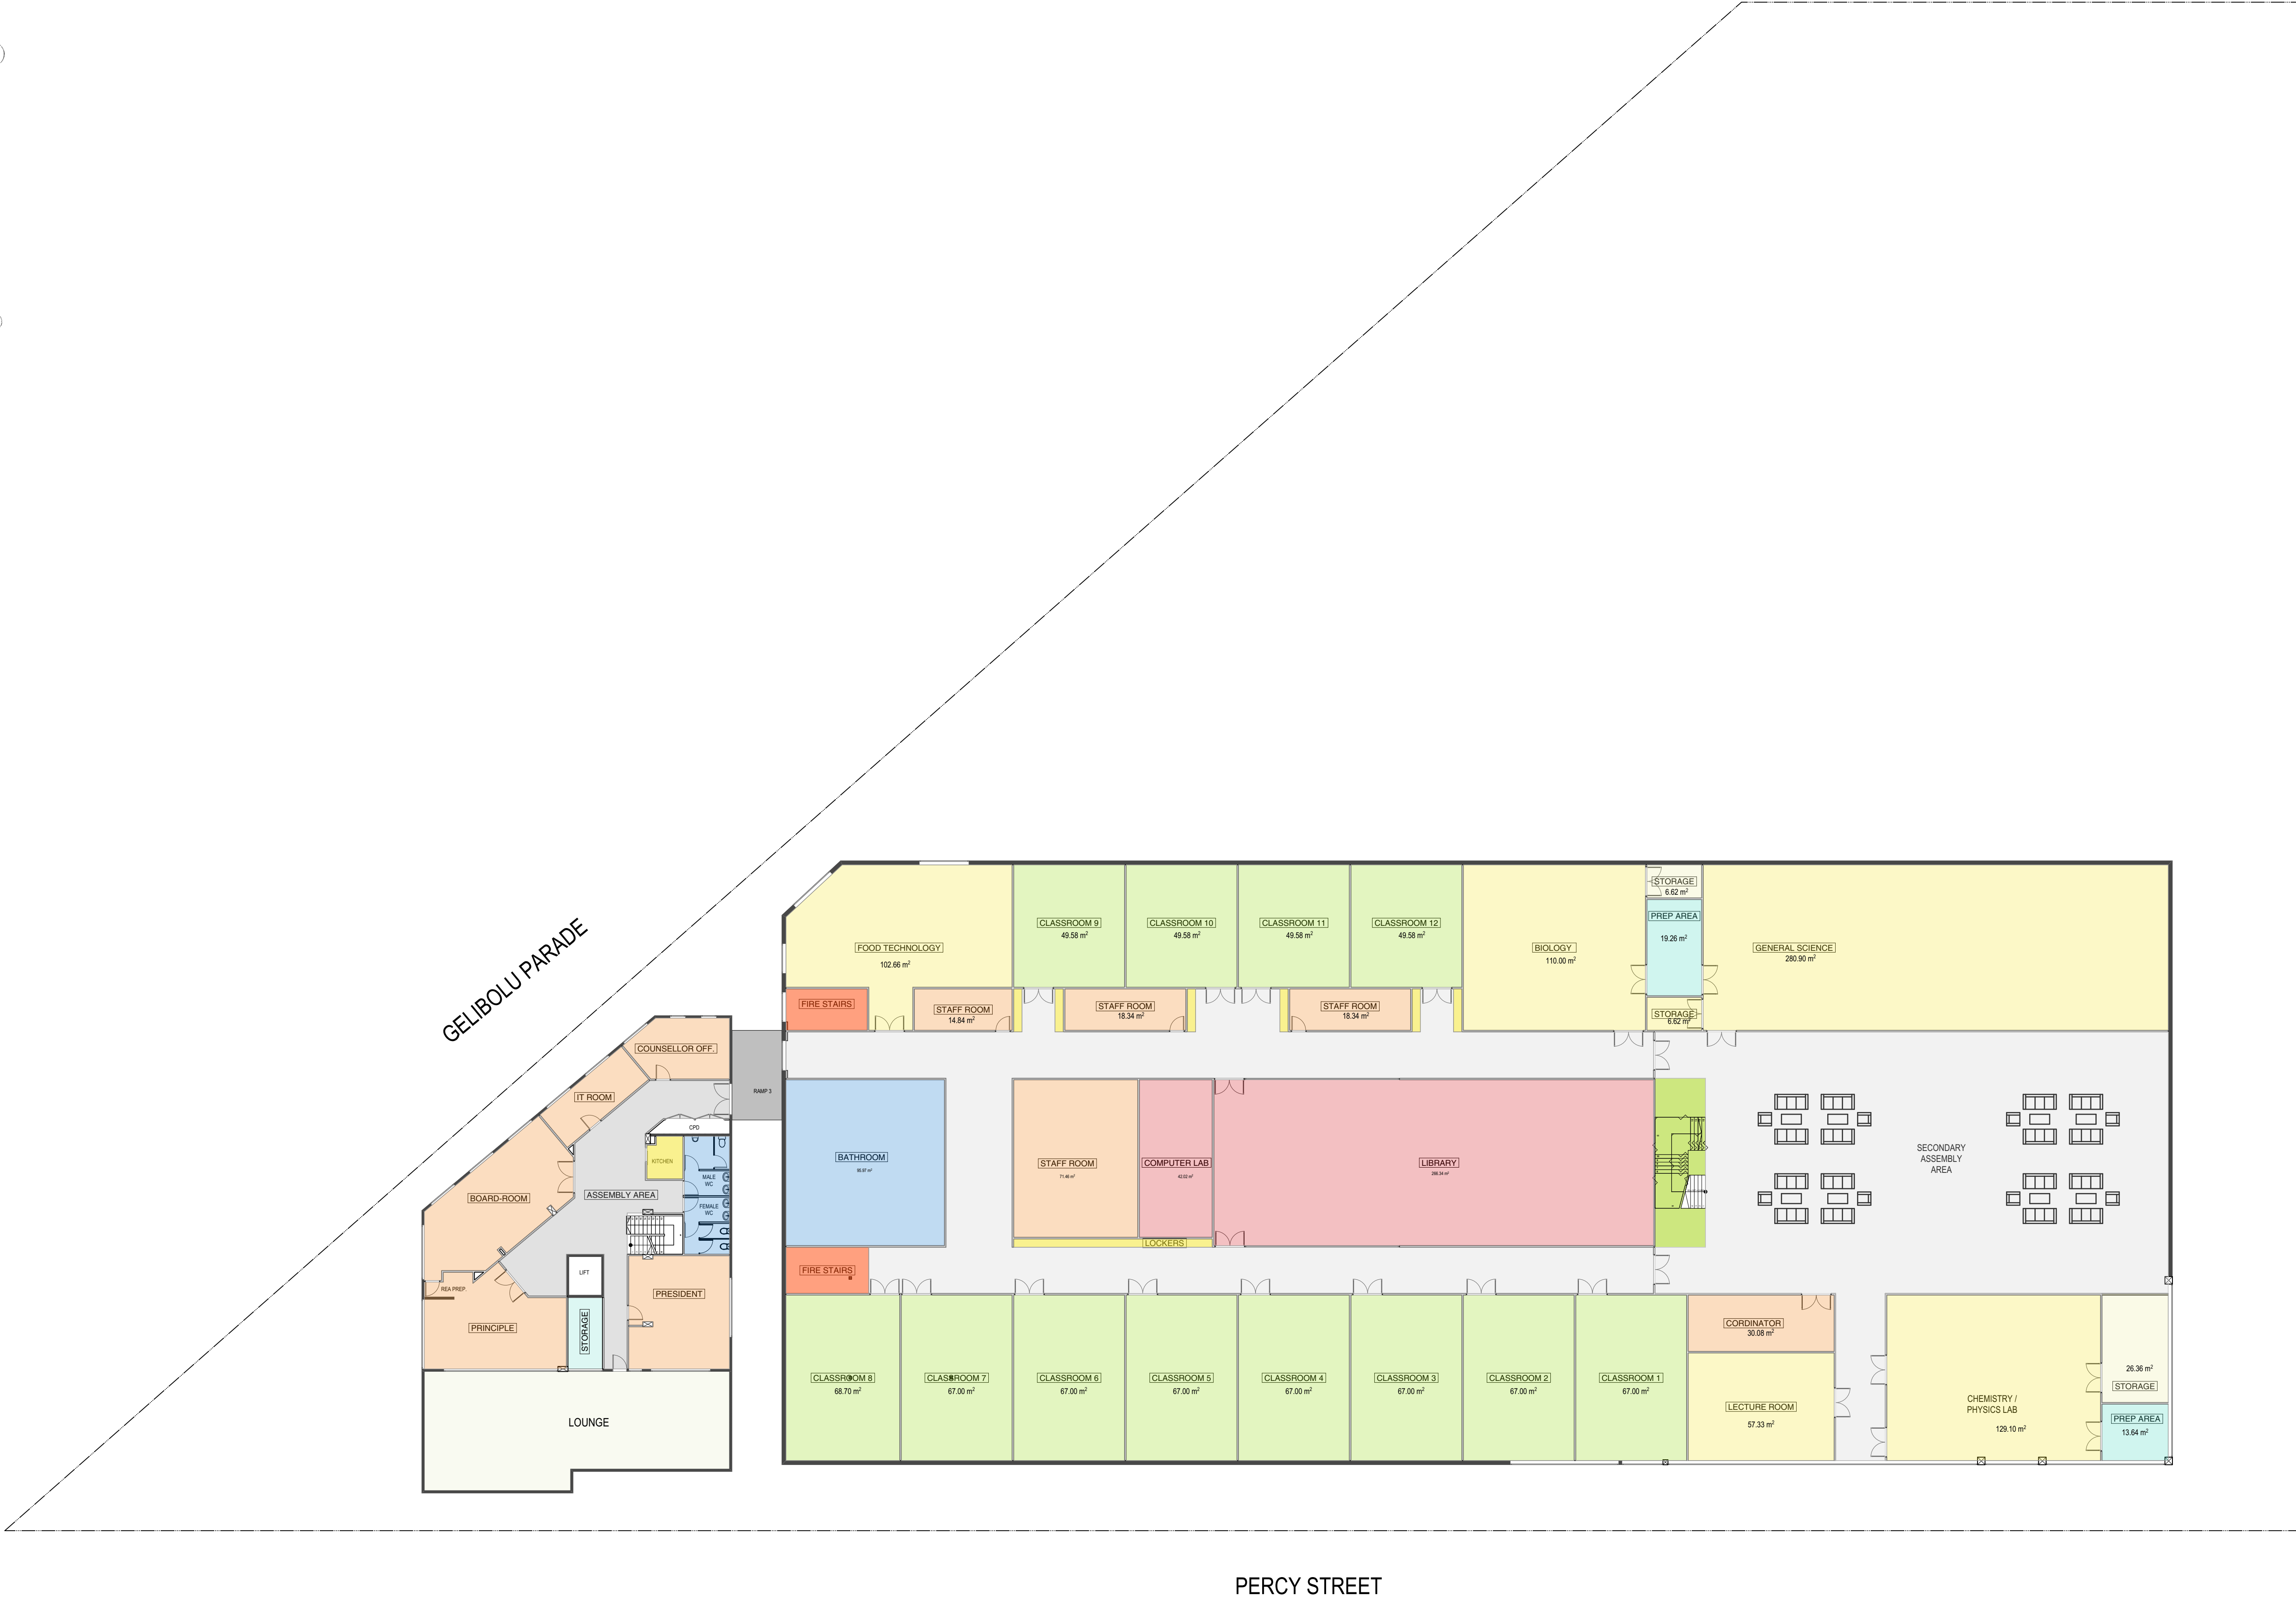 GELIBOLU PARADE
COUNSELLOR OFF.
IT ROOM
BOARD-ROOM
CPD
KITCHEN
MALE
WC
FEMALE
WC
ASSEMBLY AREA
LIFT
REA PREP.
PRINCIPLE
STORAGE
PRESIDENT
LOUNGE
RAMP 3
FOOD TECHNOLOGY
102.66 m²
FIRE STAIRS
STAFF ROOM
14.84 m²
CLASSROOM 9
49.58 m²
CLASSROOM 10
49.58 m²
CLASSROOM 11
49.58 m²
CLASSROOM 12
49.58 m²
STAFF ROOM
18.34 m²
STAFF ROOM
18.34 m²
BIOLOGY
110.00 m²
STORAGE
6.62 m²
PREP AREA
19.26 m²
STORAGE
6.62 m²
GENERAL SCIENCE
280.90 m²
BATHROOM
STAFF ROOM
71.46 m²
COMPUTER LAB
42.02 m²
LIBRARY
LOCKERS
SECONDARY
ASSEMBLY
AREA
FIRE STAIRS
CLASSROOM 8
68.70 m²
CLASSROOM 7
67.00 m²
CLASSROOM 6
67.00 m²
CLASSROOM 5
67.00 m²
CLASSROOM 4
67.00 m²
CLASSROOM 3
67.00 m²
CLASSROOM 2
67.00 m²
CLASSROOM 1
67.00 m²
CORDINATOR
30.08 m²
LECTURE ROOM
57.33 m²
CHEMISTRY /
PHYSICS LAB
129.10 m²
26.36 m²
STORAGE
PREP AREA
13.64 m²
PERCY STREET